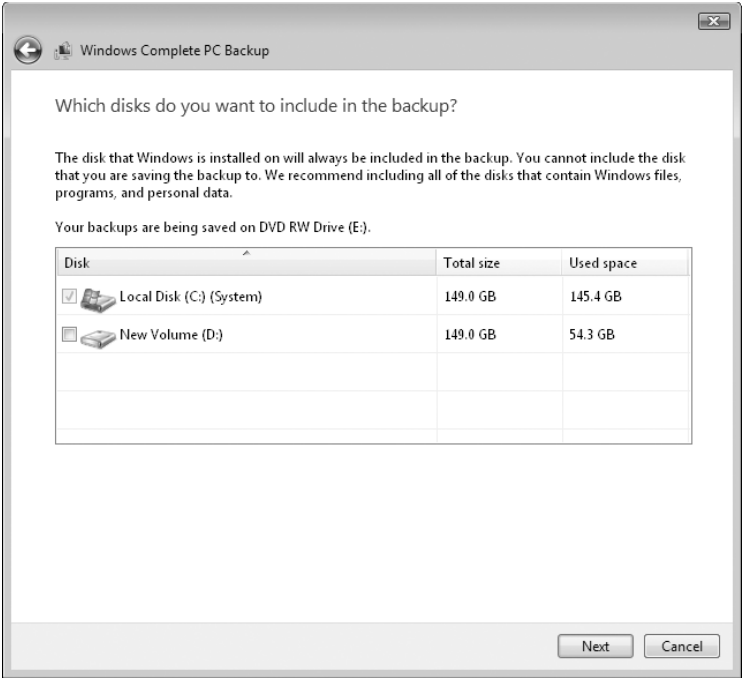 Windows Complete PC Backup
Which disks do you want to include in the backup?
The disk that Windows is installed on will always be included in the backup. You cannot include the disk
that you are saving the backup to. We recommend including all of the disks that contain Windows files,
programs, and personal data.
Your backups are being saved on DVD RW Drive (E:).
Disk Total size Used space
Local Disk (C:) (System) 149.0 GB 145.4 GB
New Volume (D:) 149.0 GB 54.3 GB
Next Cancel